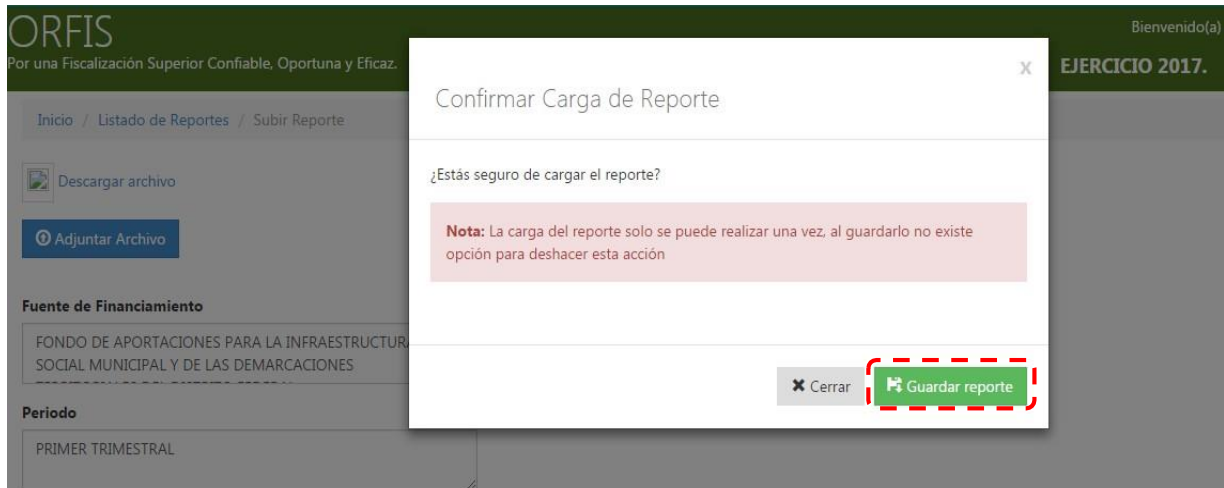 ORFIS
Bienvenido(a)
Por una Fiscalización Superior Confiable, Oportuna y Eficaz.
EJERCICIO 2017.
X
Confirmar Carga de Reporte
Inicio / Listado de Reportes / Subir Reporte
¿Estás seguro de cargar el reporte?
Descargar archivo
Nota: La carga del reporte solo se puede realizar una vez, al guardarlo no existe
opción para deshacer esta acción
Adjuntar Archivo
Fuente de Financiamiento
FONDO DE APORTACIONES PARA LA INFRAESTRUCTURA
SOCIAL MUNICIPAL Y DE LAS DEMARCACIONES
Cerrar
Guardar reporte
Periodo
PRIMER TRIMESTRAL